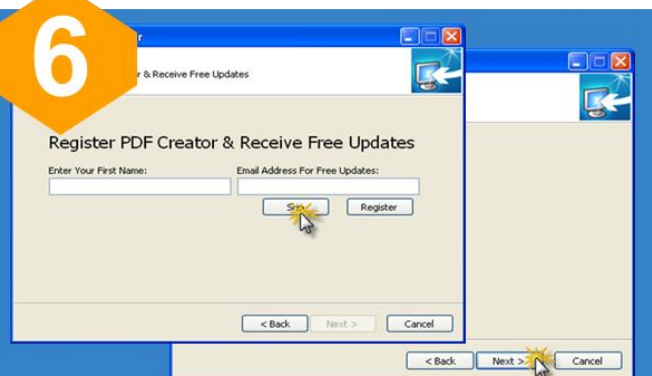 6
r
r & Receive Free Updates
Register PDF Creator & Receive Free Updates
Enter Your First Name:
Email Address For Free Updates:
Register
< Back
Next >
Cancel
< Back
Next >
Cancel